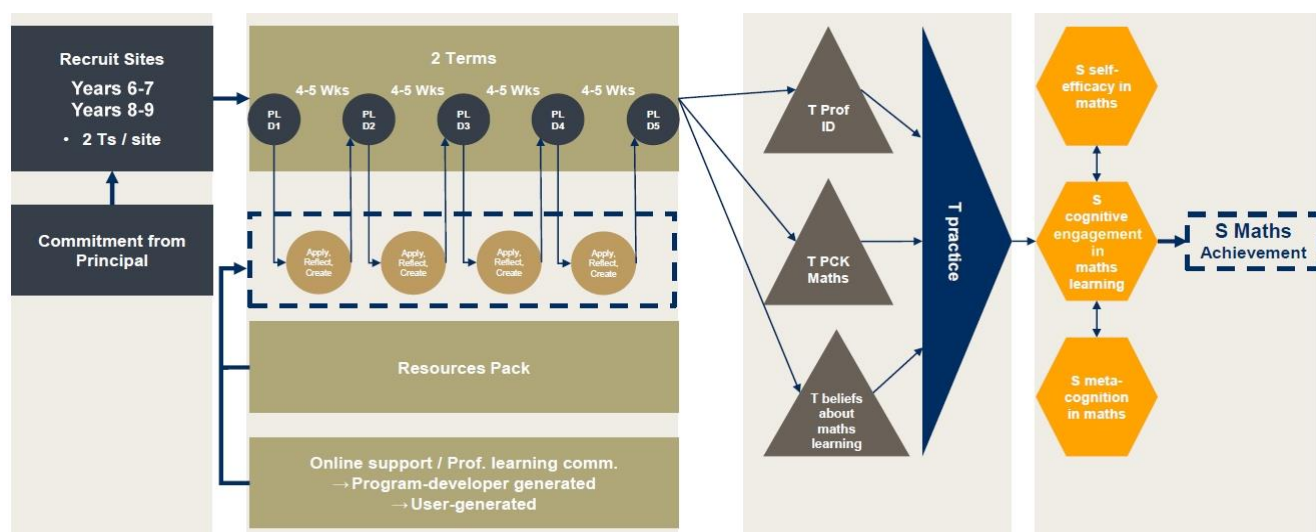 Recruit Sites
Years 6-7
Years 8-9
• 2 Ts / site
Commitment from
Principal
2 Terms
4-5 Wks
4-5 Wks
4-5 Wks
4-5 Wks
PL
D1
PL
D2
PL
D3
PL
D4
PL
D5
Apply,
Reflect,
Create
Apply,
Reflect,
Create
Apply,
Reflect,
Create
Apply,
Reflect,
Create
Resources Pack
Online support / Prof. learning comm.
→Program-developer generated
→User-generated
T Prof
ID
T PCK
Maths
T beliefs
about
maths
learning
T practice
S self-
efficacy in
maths
S
cognitive
engagement
in
maths
learning
S meta-
cognition
in maths
S Maths
Achievement